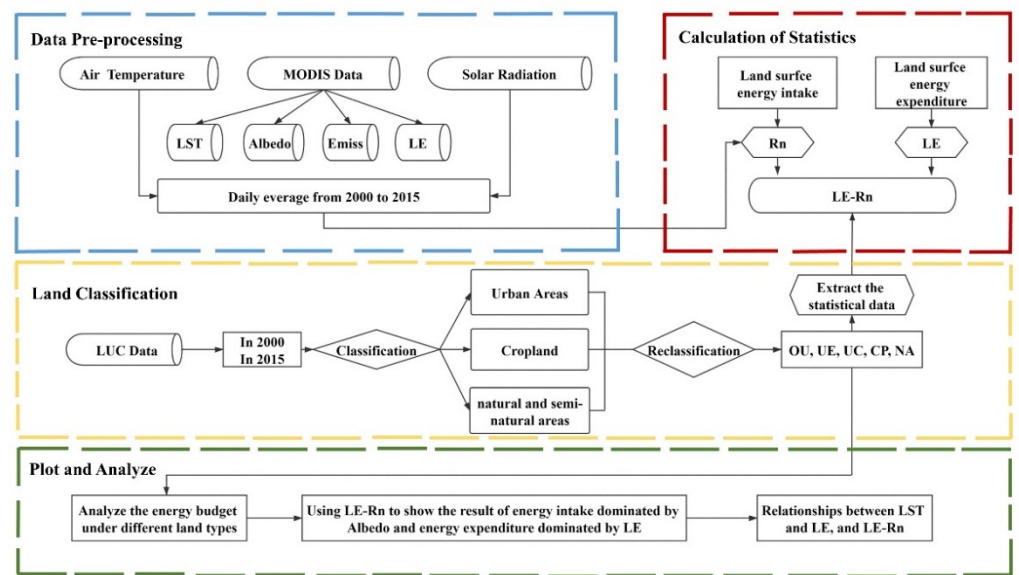 Data Pre-processing
Air Temperature
MODIS Data
Solar Radiation
LST
Albedo
Emiss
LE
Daily everage from 2000 to 2015
Calculation of Statistics
Land surfce
energy intake
Land surfce
energy
expenditure
Rn
LE
LE-Rn
Land Classification
LUC Data
In 2000
In 2015
Classification
Urban Areas
Cropland
natural and semi-
natural areas
Reclassification
Extract the
statistical data
OU, UE, UC, CP, NA
Plot and Analyze
Analyze the energy budget
under different land types
Using LE-Rn to show the result of energy intake dominated by
Albedo and energy expenditure dominated by LE
Relationships between LST
and LE, and LE-Rn